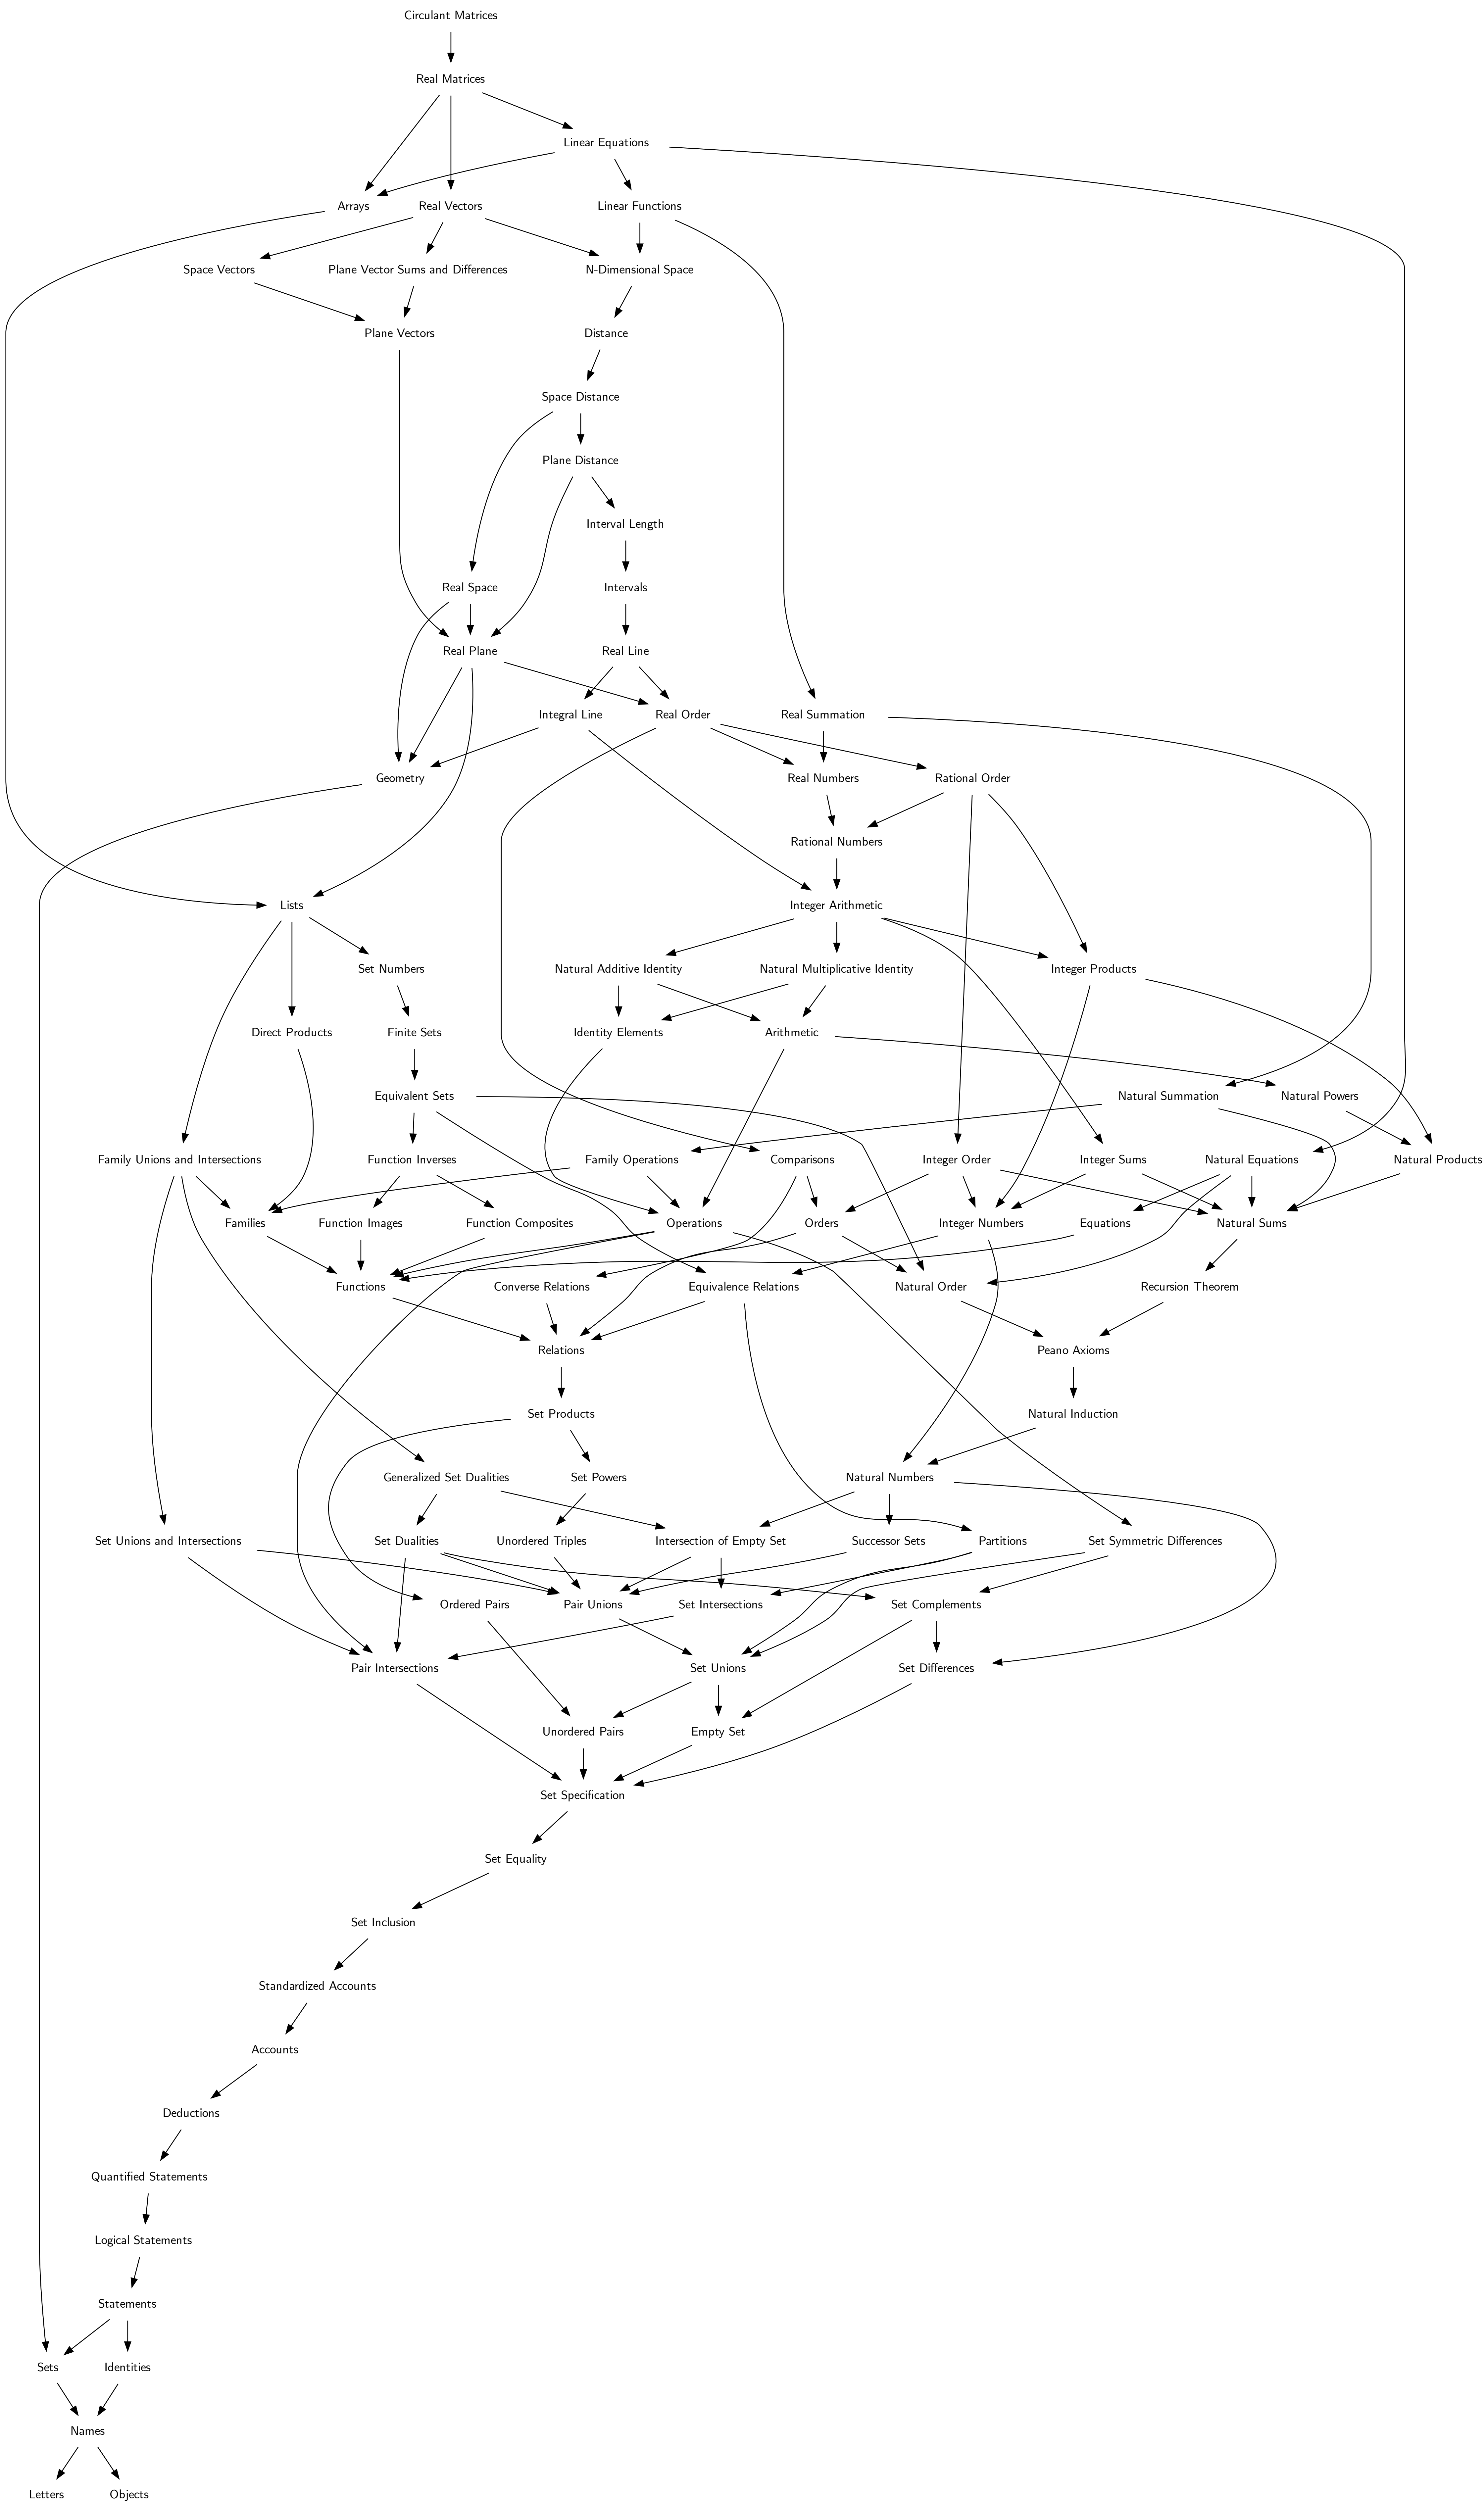 Circulant Matrices
Real Matrices
Linear Equations
Arrays
Real Vectors
Linear Functions
Space Vectors
Plane Vector Sums and Differences
N-Dimensional Space
Plane Vectors
Distance
Space Distance
Plane Distance
Interval Length
Real Space
Intervals
Real Plane
Real Line
Integral Line
Real Order
Real Summation
Geometry
Real Numbers
Rational Order
Rational Numbers
Lists
Integer Arithmetic
Set Numbers
Natural Additive Identity
Natural Multiplicative Identity
Integer Products
Direct Products
Finite Sets
Identity Elements
Arithmetic
Equivalent Sets
Natural Summation
Natural Powers
Family Unions and Intersections
Function Inverses
Family Operations
Comparisons
Integer Order
Integer Sums
Natural Equations
Natural Products
Families
Function Images
Function Composites
Operations
Orders
Integer Numbers
Equations
Natural Sums
Functions
Converse Relations
Equivalence Relations
Natural Order
Recursion Theorem
Relations
Peano Axioms
Set Products
Natural Induction
Generalized Set Dualities
Set Powers
Natural Numbers
Set Unions and Intersections
Set Dualities
Unordered Triples
Intersection of Empty Set
Successor Sets
Partitions
Set Symmetric Differences
Ordered Pairs
Pair Unions
Set Intersections
Set Complements
Pair Intersections
Set Unions
Set Differences
Unordered Pairs
Empty Set
Set Specification
Set Equality
Set Inclusion
Standardized Accounts
Accounts
Deductions
Quantified Statements
Logical Statements
Statements
Sets
Identities
Names
Letters
Objects